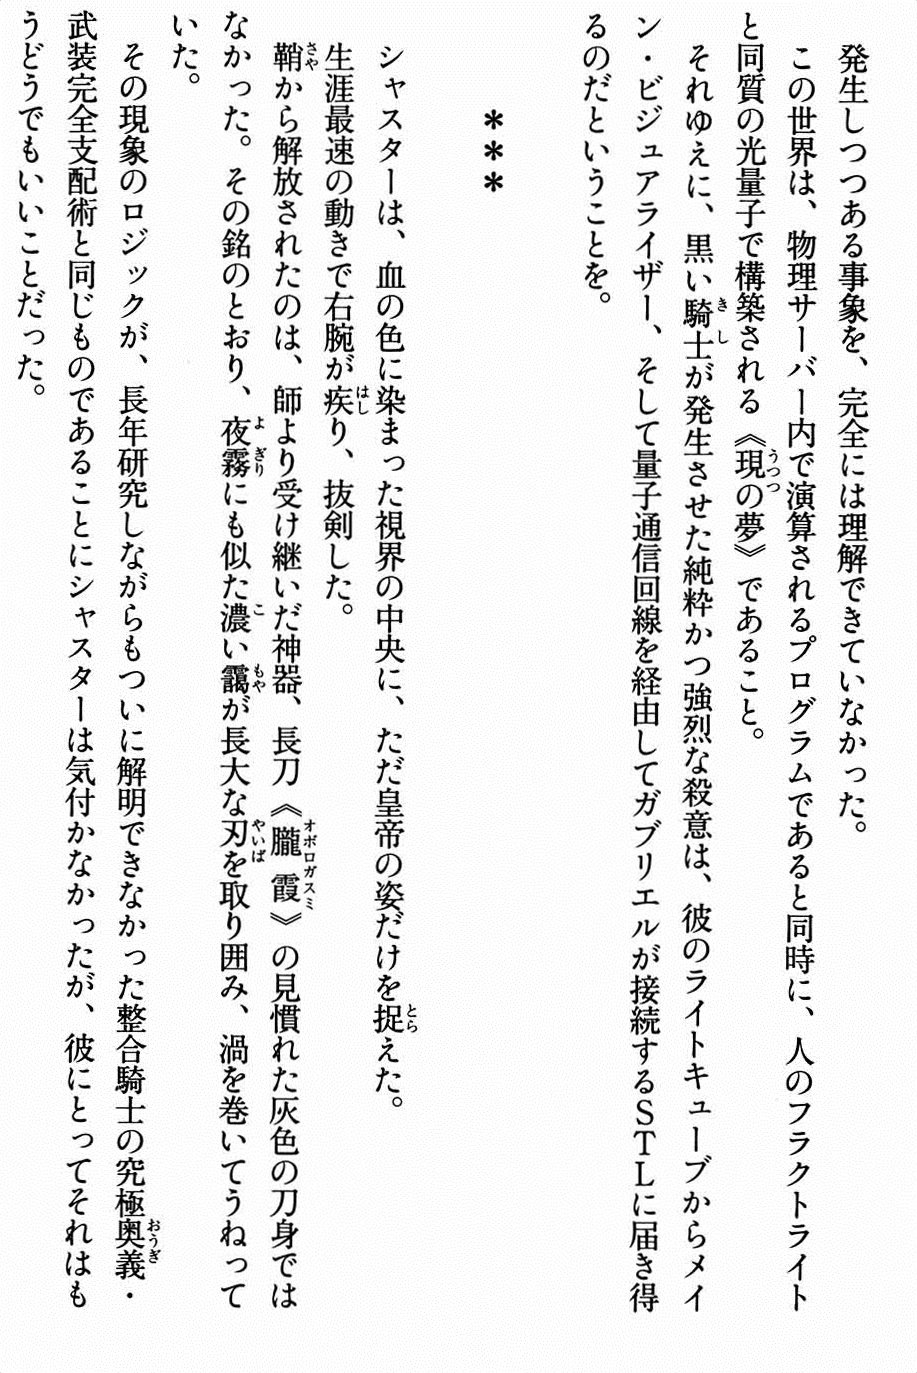 発生しつつある事象を、完全には理解できていなかった。
この世界は、物理サーバー内で演算されるプログラムであると同時に、人のフラクトライト
と同質の光量子で構築される《現の夢》であること。
それゆえに、黒い騎士が発生させた純粋かつ強烈な殺意は、彼のライトキューブからメイ
ン・ビジュアライザー、そして量子通信回線を経由してガブリエルが接続するSTLに届き得
るのだということを。
＊＊＊
シャスターは、血の色に染まった視界の中央に、ただ皇帝の姿だけを捉えた。
生涯最速の動きで右腕が疾り、抜剣した。
鞘から解放されたのは、師より受け継いだ神器、長刀《朧霞》の見慣れた灰色の刀身では
なかった。その銘のとおり、夜霧にも似た濃い靄が長大な刃を取り囲み、渦を巻いてうねって
いた。
その現象のロジックが、長年研究しながらもついに解明できなかった整合騎士の究極奥義・
武装完全支配術と同じものであることにシャスターは気付かなかったが、彼にとってそれはも
うどうでもいいことだった。